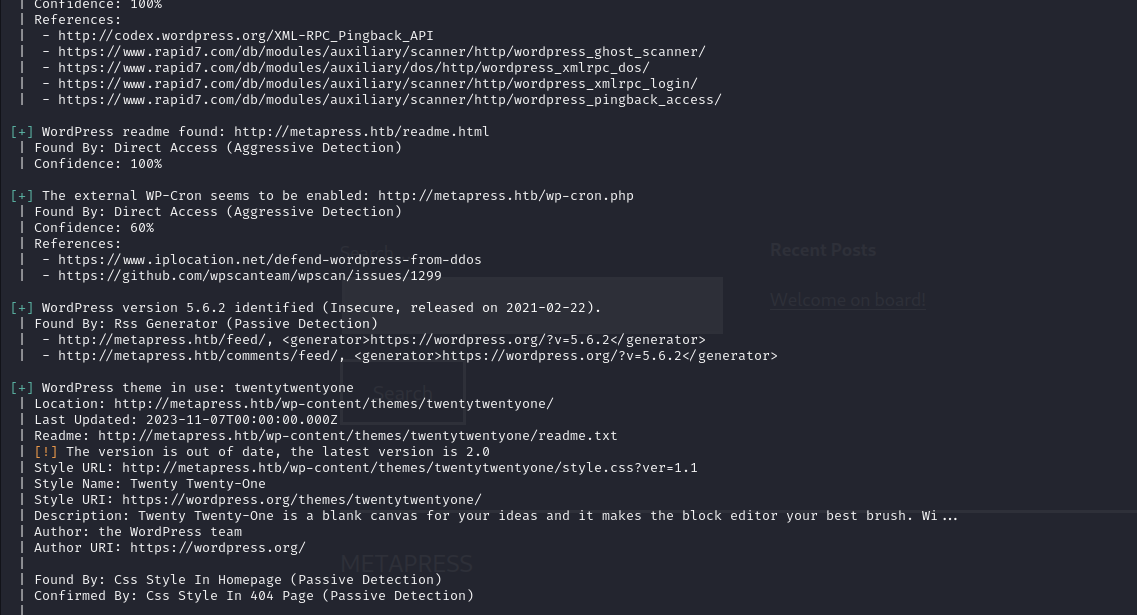 | Confidence: 100%
| References:
|  - http://codex.wordpress.org/XML-RPC_Pingback_API
|  - https://www.rapid7.com/db/modules/auxiliary/scanner/http/wordpress_ghost_scanner/
|  - https://www.rapid7.com/db/modules/auxiliary/dos/http/wordpress_xmlrpc_dos/
|  - https://www.rapid7.com/db/modules/auxiliary/scanner/http/wordpress_xmlrpc_login/
|  - https://www.rapid7.com/db/modules/auxiliary/scanner/http/wordpress_pingback_access/
[+] WordPress readme found: http://metapress.htb/readme.html
| Found By: Direct Access (Aggressive Detection)
| Confidence: 100%
[+] The external WP-Cron seems to be enabled: http://metapress.htb/wp-cron.php
| Found By: Direct Access (Aggressive Detection)
| Confidence: 60%
| References:
|  - https://www.iplocation.net/defend-wordpress-from-ddos
|  - https://github.com/wpscanteam/wpscan/issues/1299
[+] WordPress version 5.6.2 identified (Insecure, released on 2021-02-22).
| Found By: Rss Generator (Passive Detection)
|  - http://metapress.htb/feed/, <generator>https://wordpress.org/?v=5.6.2</generator>
|  - http://metapress.htb/comments/feed/, <generator>https://wordpress.org/?v=5.6.2</generator>
[+] WordPress theme in use: twentytwentyone
| Location: http://metapress.htb/wp-content/themes/twentytwentyone/
| Last Updated: 2023-11-07T00:00:00.000Z
| Readme: http://metapress.htb/wp-content/themes/twentytwentyone/readme.txt
| [!] The version is out of date, the latest version is 2.0
| Style URL: http://metapress.htb/wp-content/themes/twentytwentyone/style.css?ver=1.1
| Style Name: Twenty Twenty-One
| Style URI: https://wordpress.org/themes/twentytwentyone/
| Description: Twenty Twenty-One is a blank canvas for your ideas and it makes the block editor your best brush. Wi...
| Author: the WordPress team
| Author URI: https://wordpress.org/
|
| Found By: Css Style In Homepage (Passive Detection)
| Confirmed By: Css Style In 404 Page (Passive Detection)
|
Search
Recent Posts
Welcome on board!
Search
METAPRESS